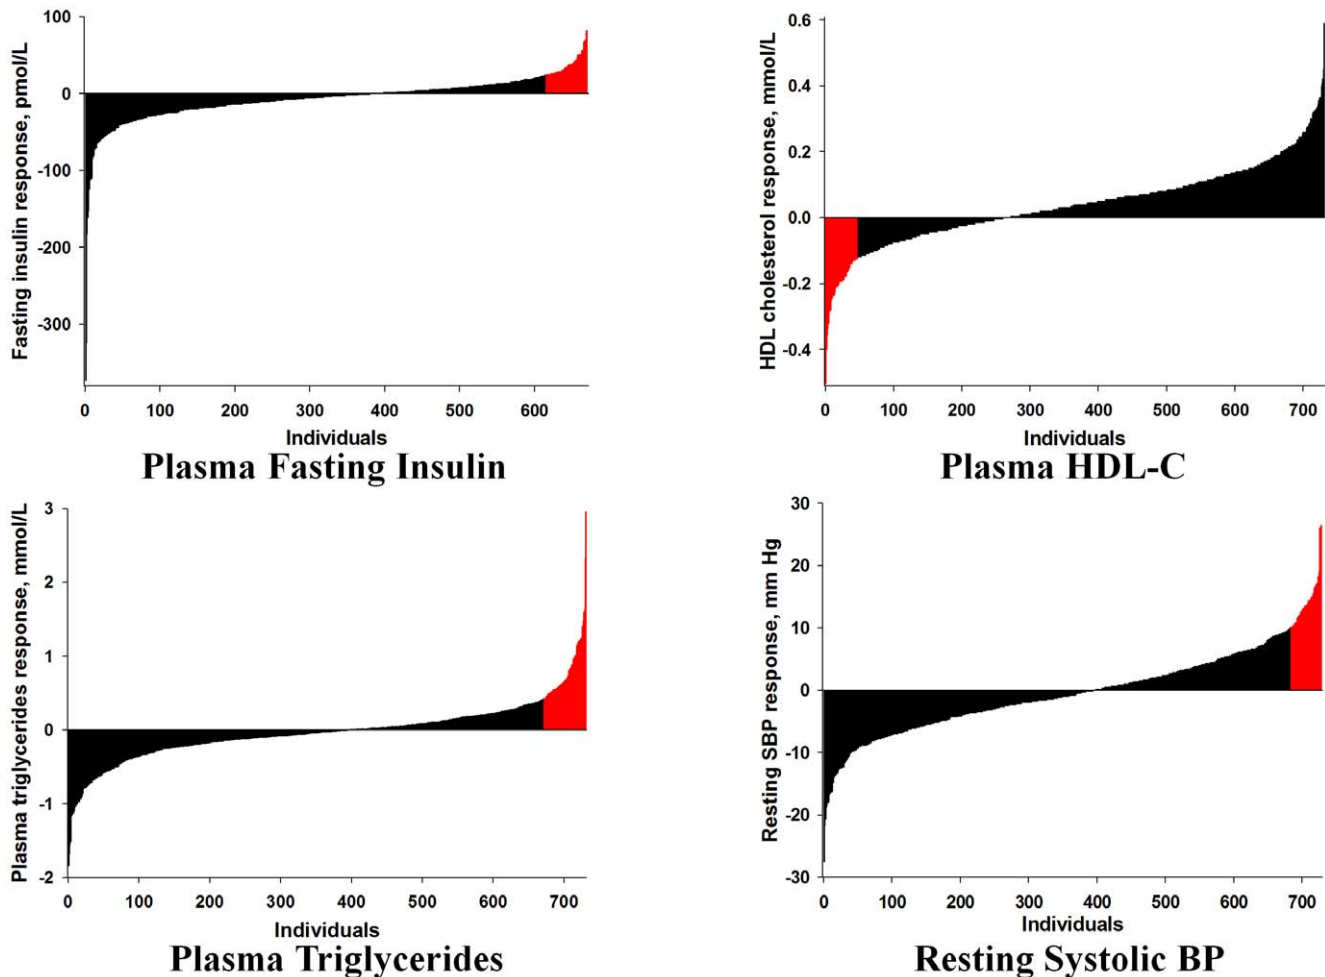 Fasting insulin response, pmol/L
100
0
-100
-200
-300
0 100 200 300 400 500 600
Individuals
Plasma Fasting Insulin
HDL cholesterol response, mmol/L
0.6
0.4
0.2
0.0
-0.2
-0.4
0 100 200 300 400 500 600 700
Individuals
Plasma HDL-C
Plasma triglycerides response, mmol/L
3
2
1
0
-1
-2
0 100 200 300 400 500 600 700
Individuals
Plasma Triglycerides
Resting SBP response, mm Hg
30
20
10
0
-10
-20
-30
0 100 200 300 400 500 600 700
Individuals
Resting Systolic BP